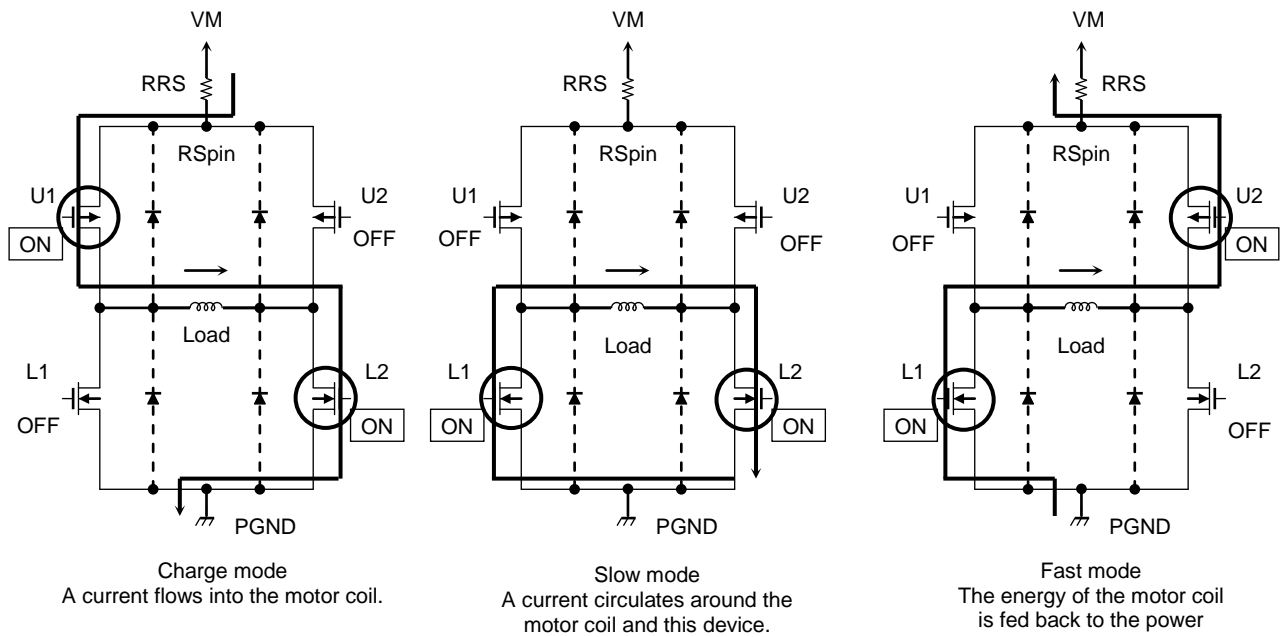 VM
RRS
RSpin
U1
ON
U2
OFF
Load
L1
OFF
L2
ON
PGND
Charge mode
A current flows into the motor coil.
VM
RRS
RSpin
U1
OFF
U2
OFF
Load
L1
ON
L2
ON
PGND
Slow mode
A current circulates around the
motor coil and this device.
VM
RRS
RSpin
U1
OFF
U2
ON
Load
L1
ON
L2
OFF
PGND
Fast mode
The energy of the motor coil
is fed back to the power